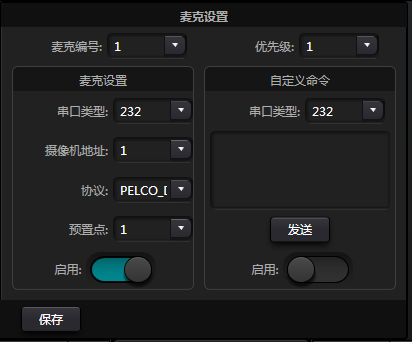 麦克设置
麦克编号: 1 优先级: 1
麦克设置
串口类型: 232
摄像机地址: 1
协议: PELCO_D
预置点: 1
启用:
自定义命令
串口类型: 232
发送
启用:
保存